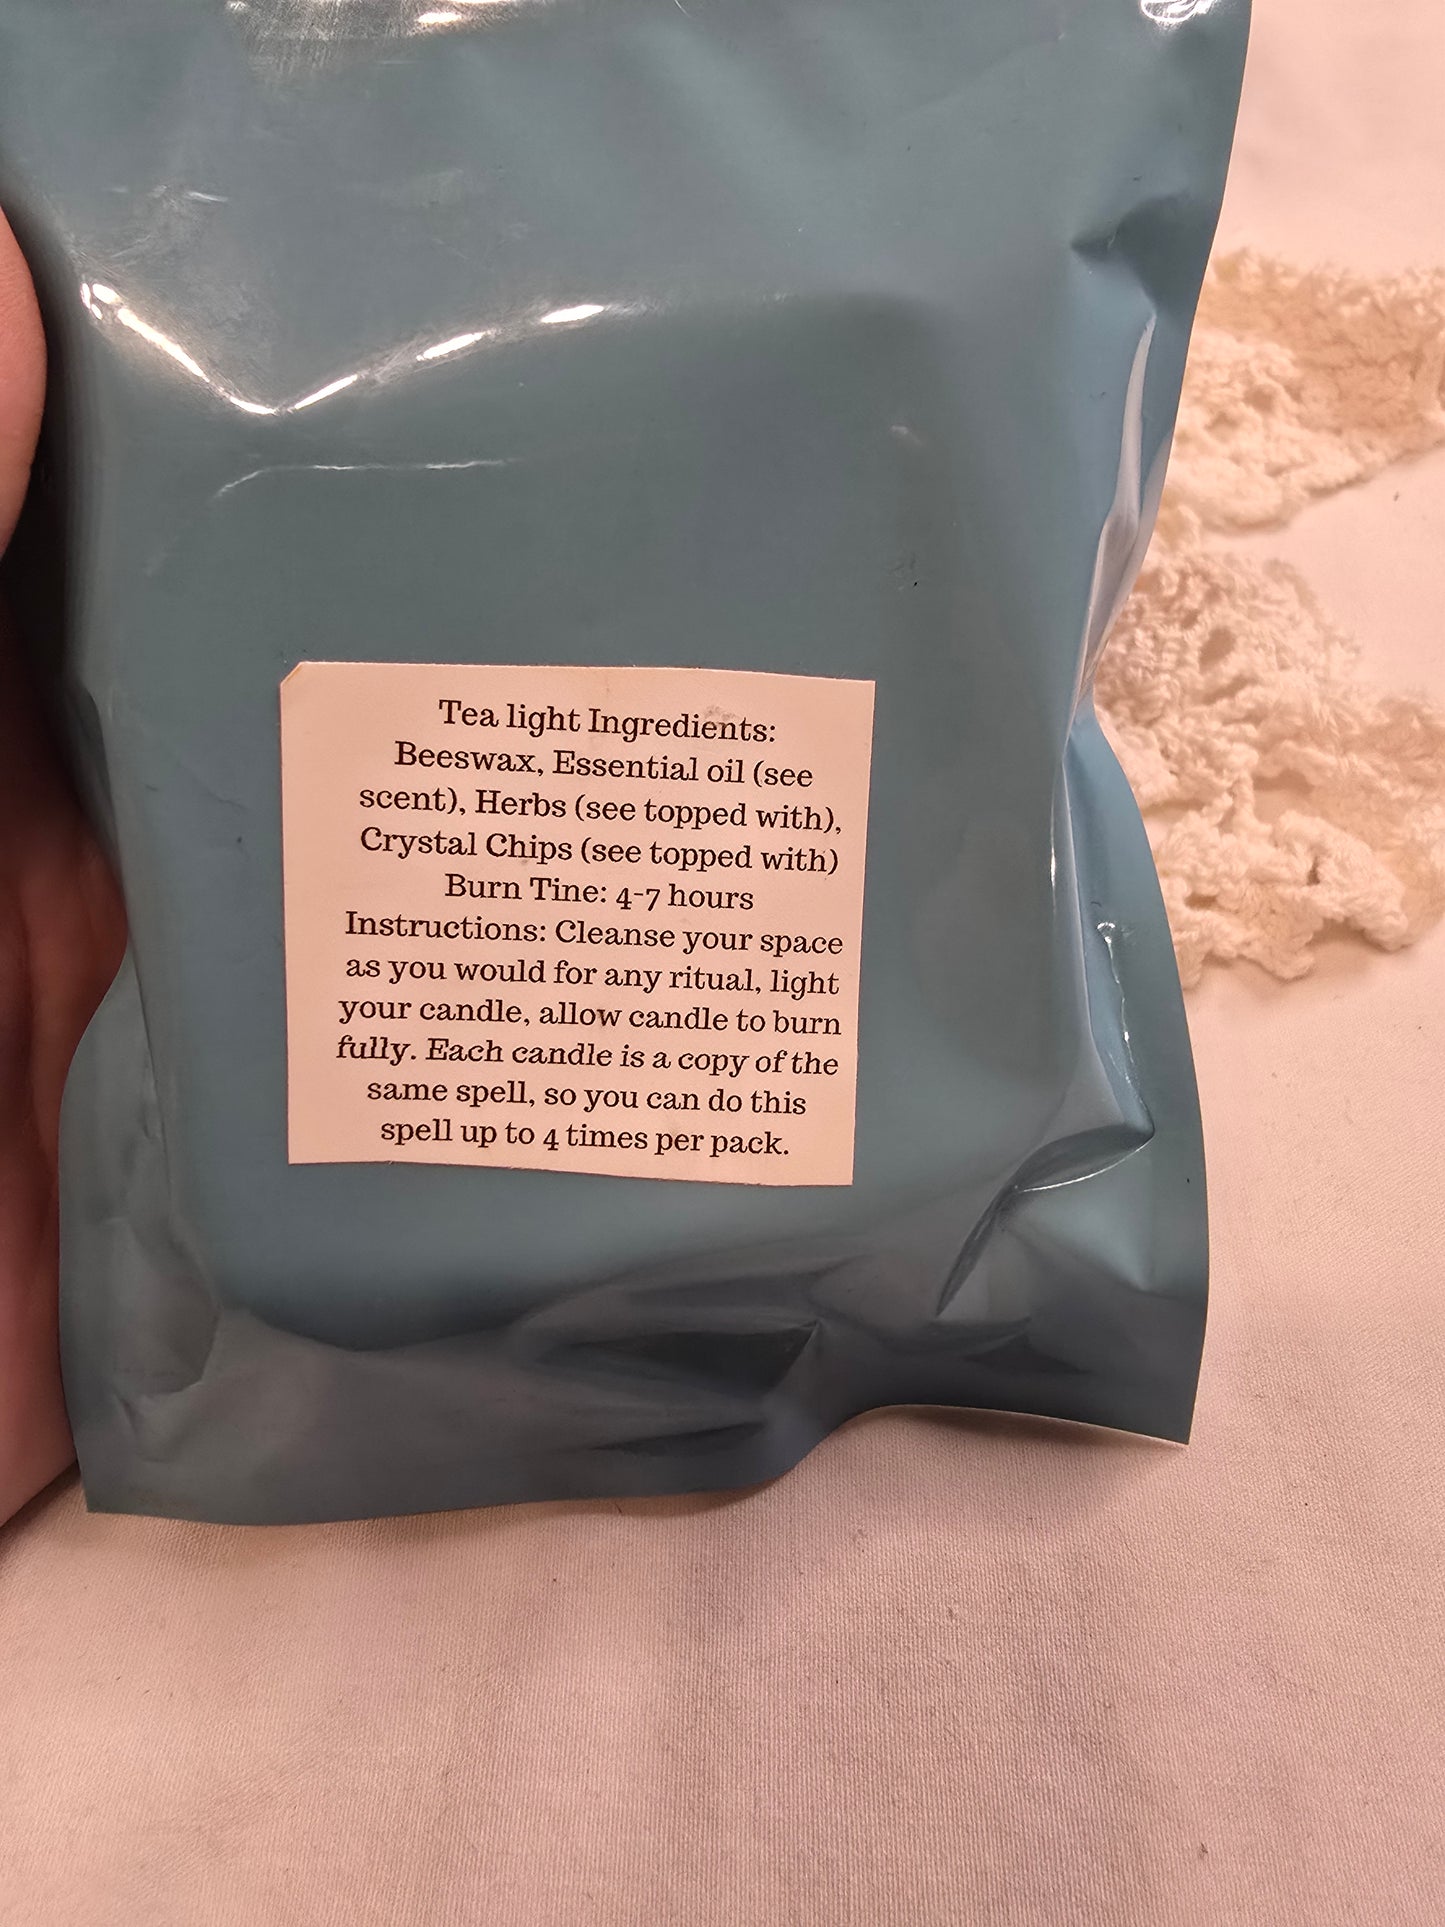 Tea light Ingredients:
Beeswax, Essential oil (see
scent), Herbs (see topped with),
Crystal Chips (see topped with)
Burn Tine: 4-7 hours
Instructions: Cleanse your space
as you would for any ritual, light
your candle, allow candle to burn
fully. Each candle is a copy of the
same spell, so you can do this
spell up to 4 times per pack.